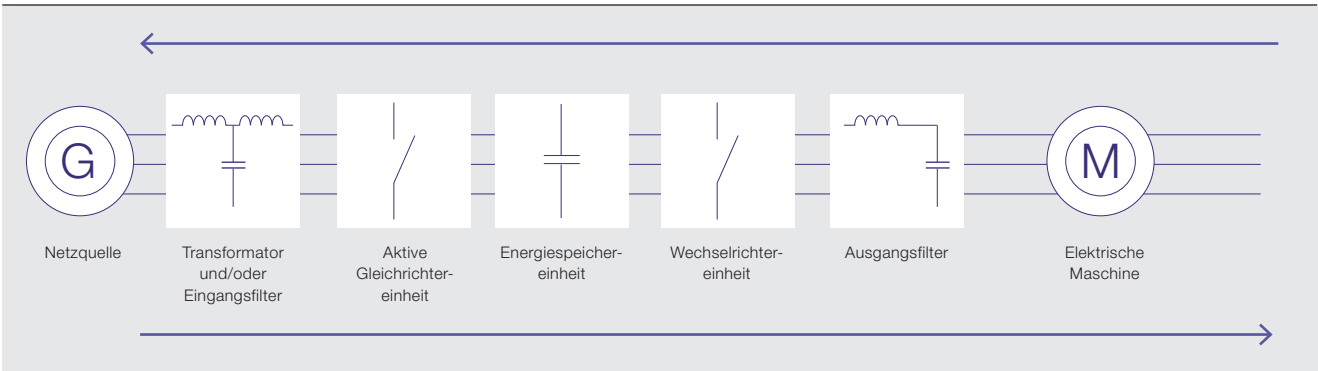 G
M
Netzquelle
Transformator
und/oder
Eingangsfilter
Aktive
Gleichrichter-
einheit
Energiespeicher-
einheit
Wechselrichter-
einheit
Ausgangsfilter
Elektrische
Maschine